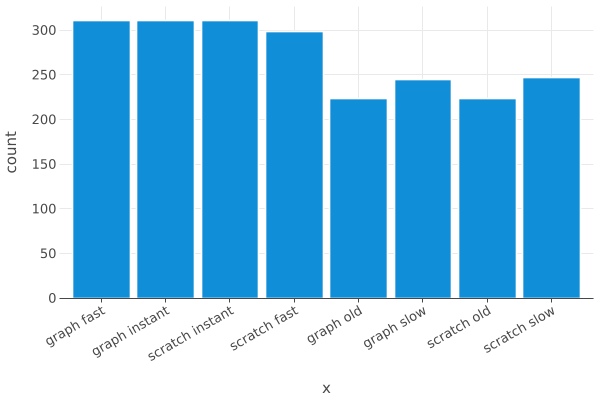 count
300
250
200
150
100
50
0
graph fast
graph instant
scratch instant
scratch fast
graph old
graph slow
scratch old
scratch slow
x